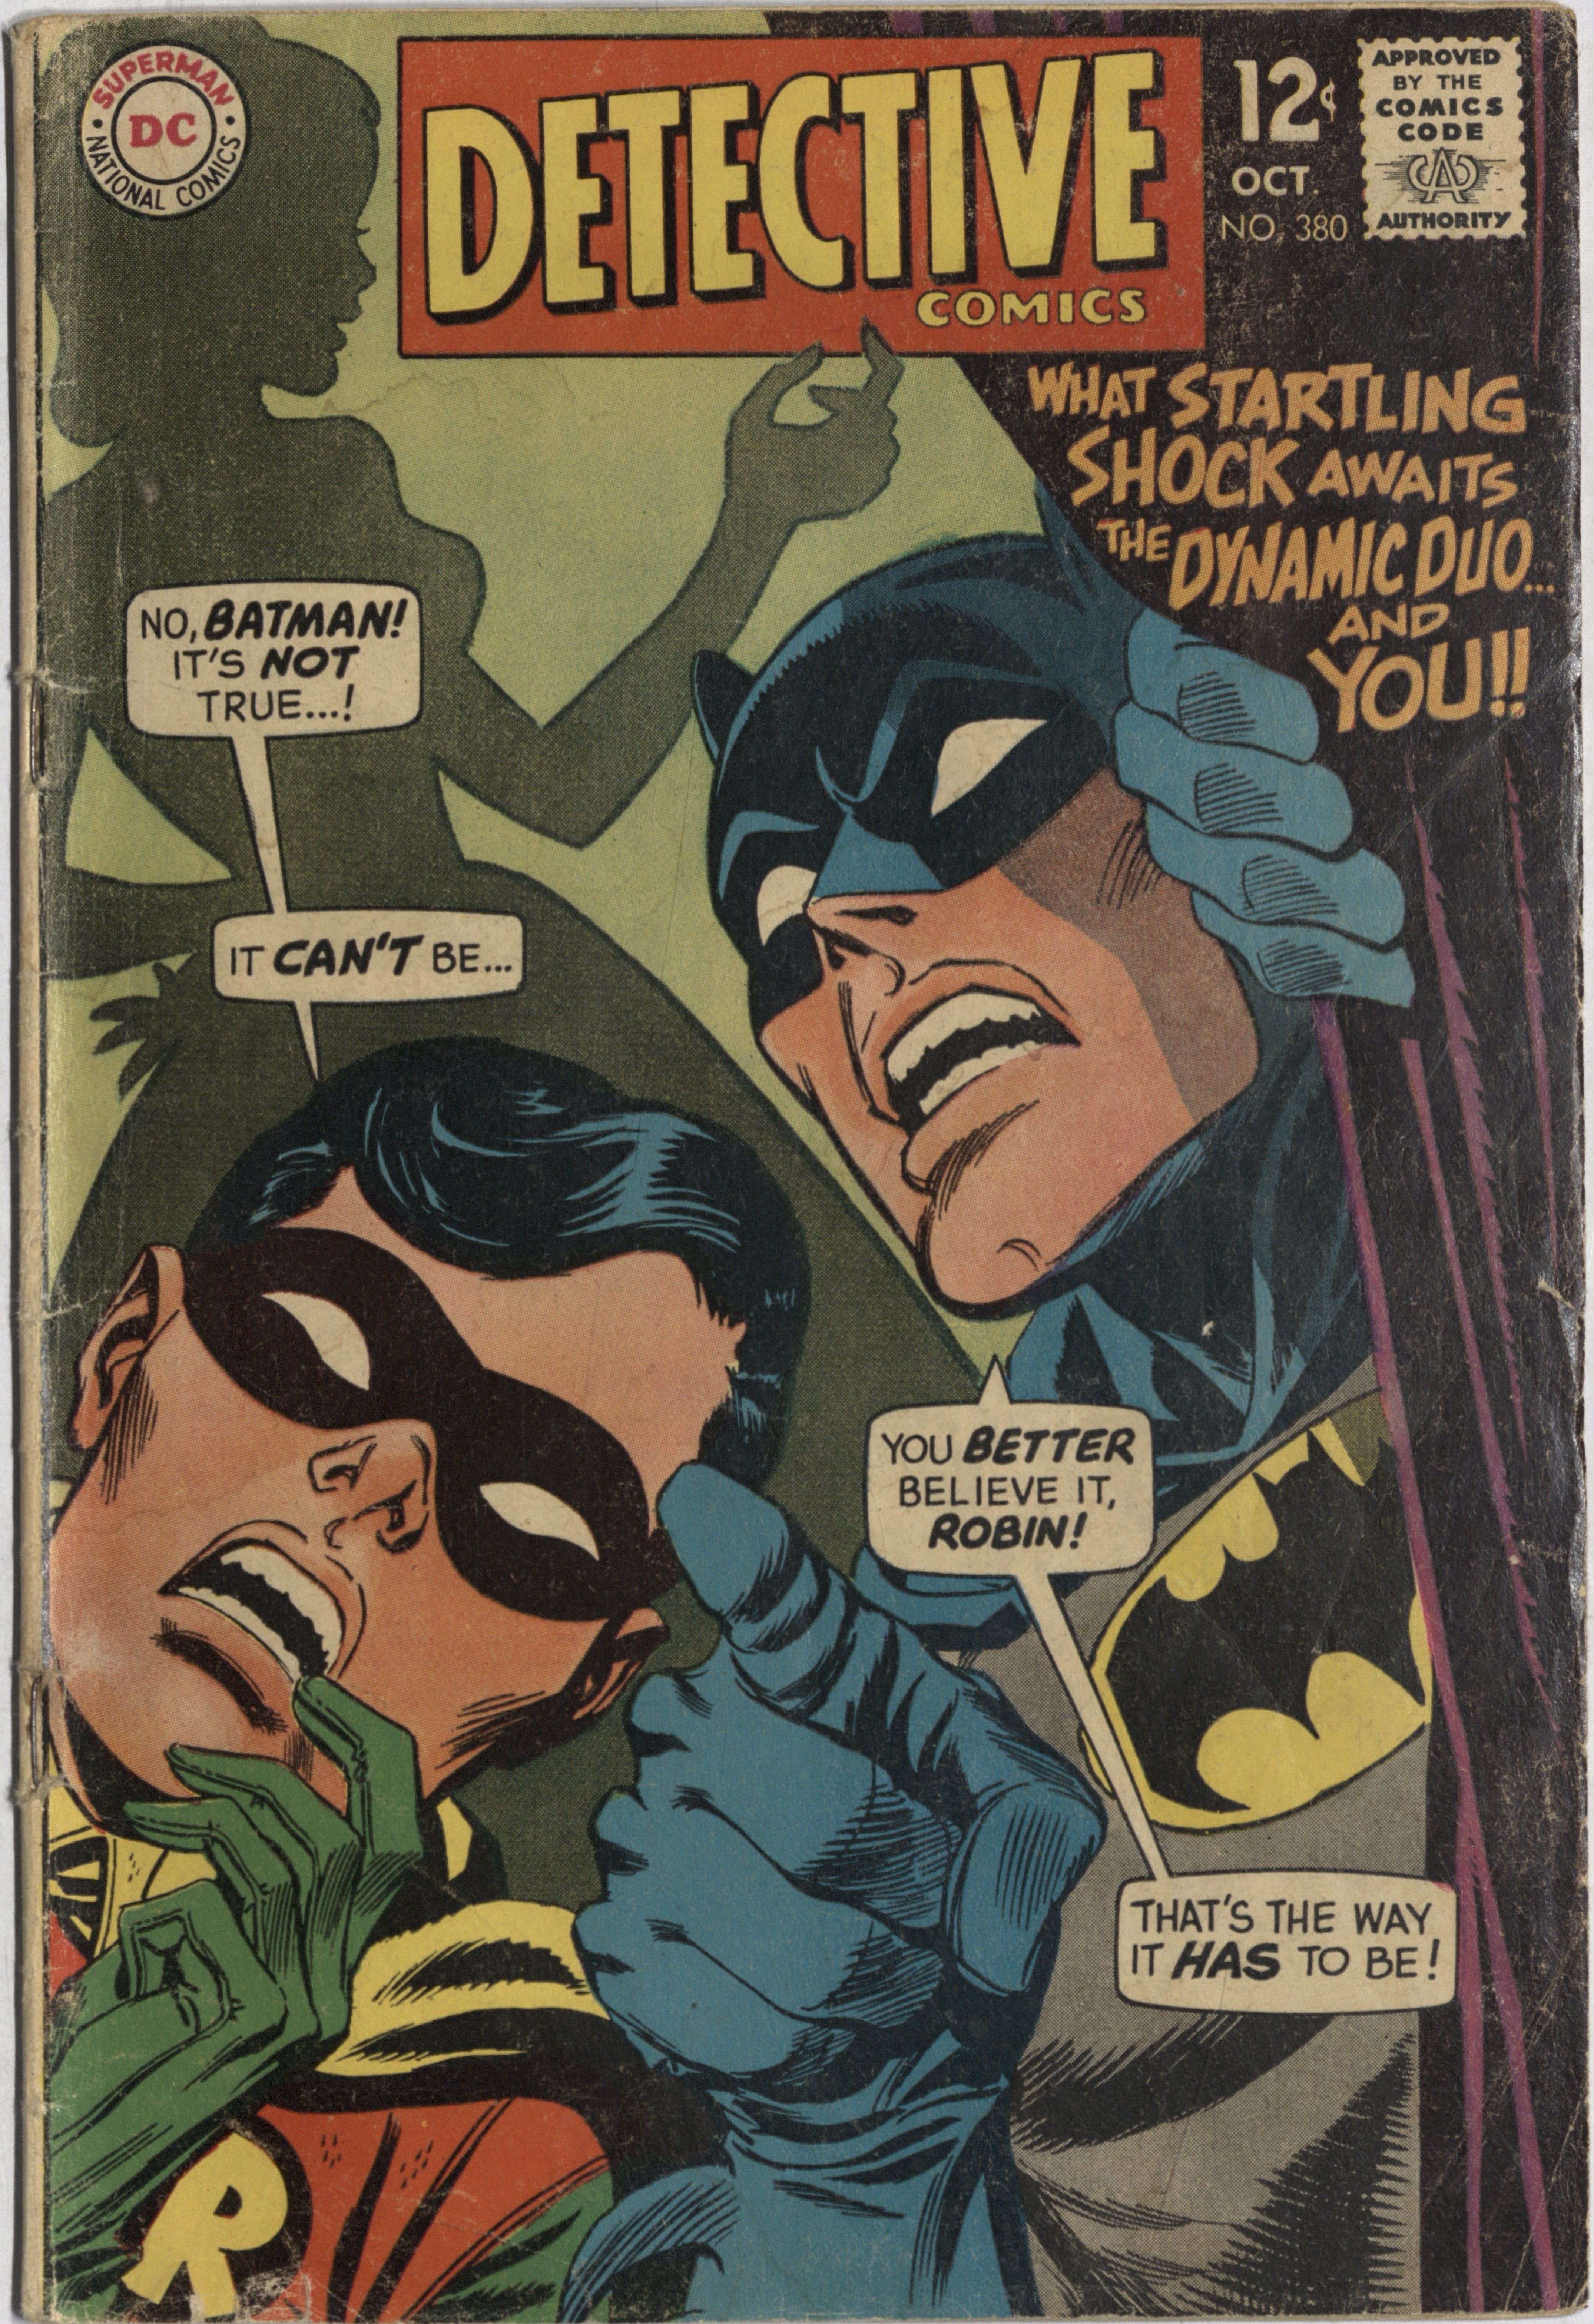 SUPERMAN
DC
NATIONAL COMICS
DETECTIVE
COMICS
12¢
OCT.
NO. 380
APPROVED
BY THE
COMICS
CODE
CA
AUTHORITY
WHAT STARTLING
SHOCK AWAITS
THE DYNAMIC DUO...
AND
YOU!!
NO, BATMAN!
IT'S NOT
TRUE...!
IT CAN'T BE...
YOU BETTER
BELIEVE IT,
ROBIN!
THAT'S THE WAY
IT HAS TO BE!
R